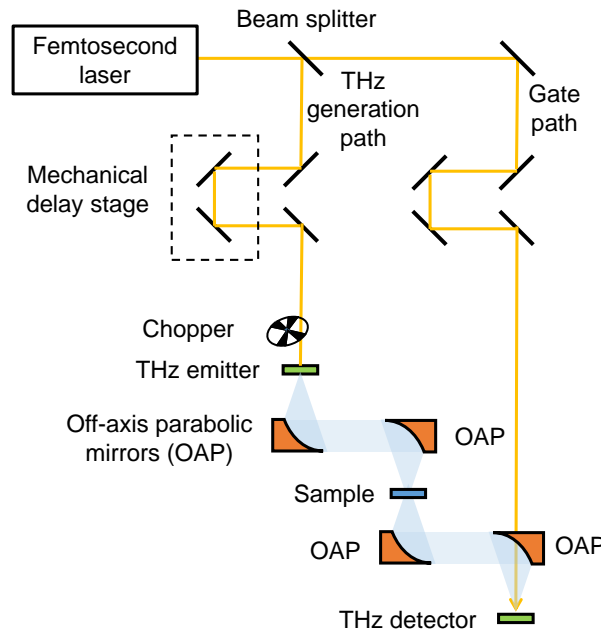 Beam splitter
Femtosecond
laser
THz
generation
path
Gate
path
Mechanical
delay stage
Chopper
THz emitter
Off-axis parabolic
mirrors (OAP)
OAP
Sample
OAP
OAP
THz detector